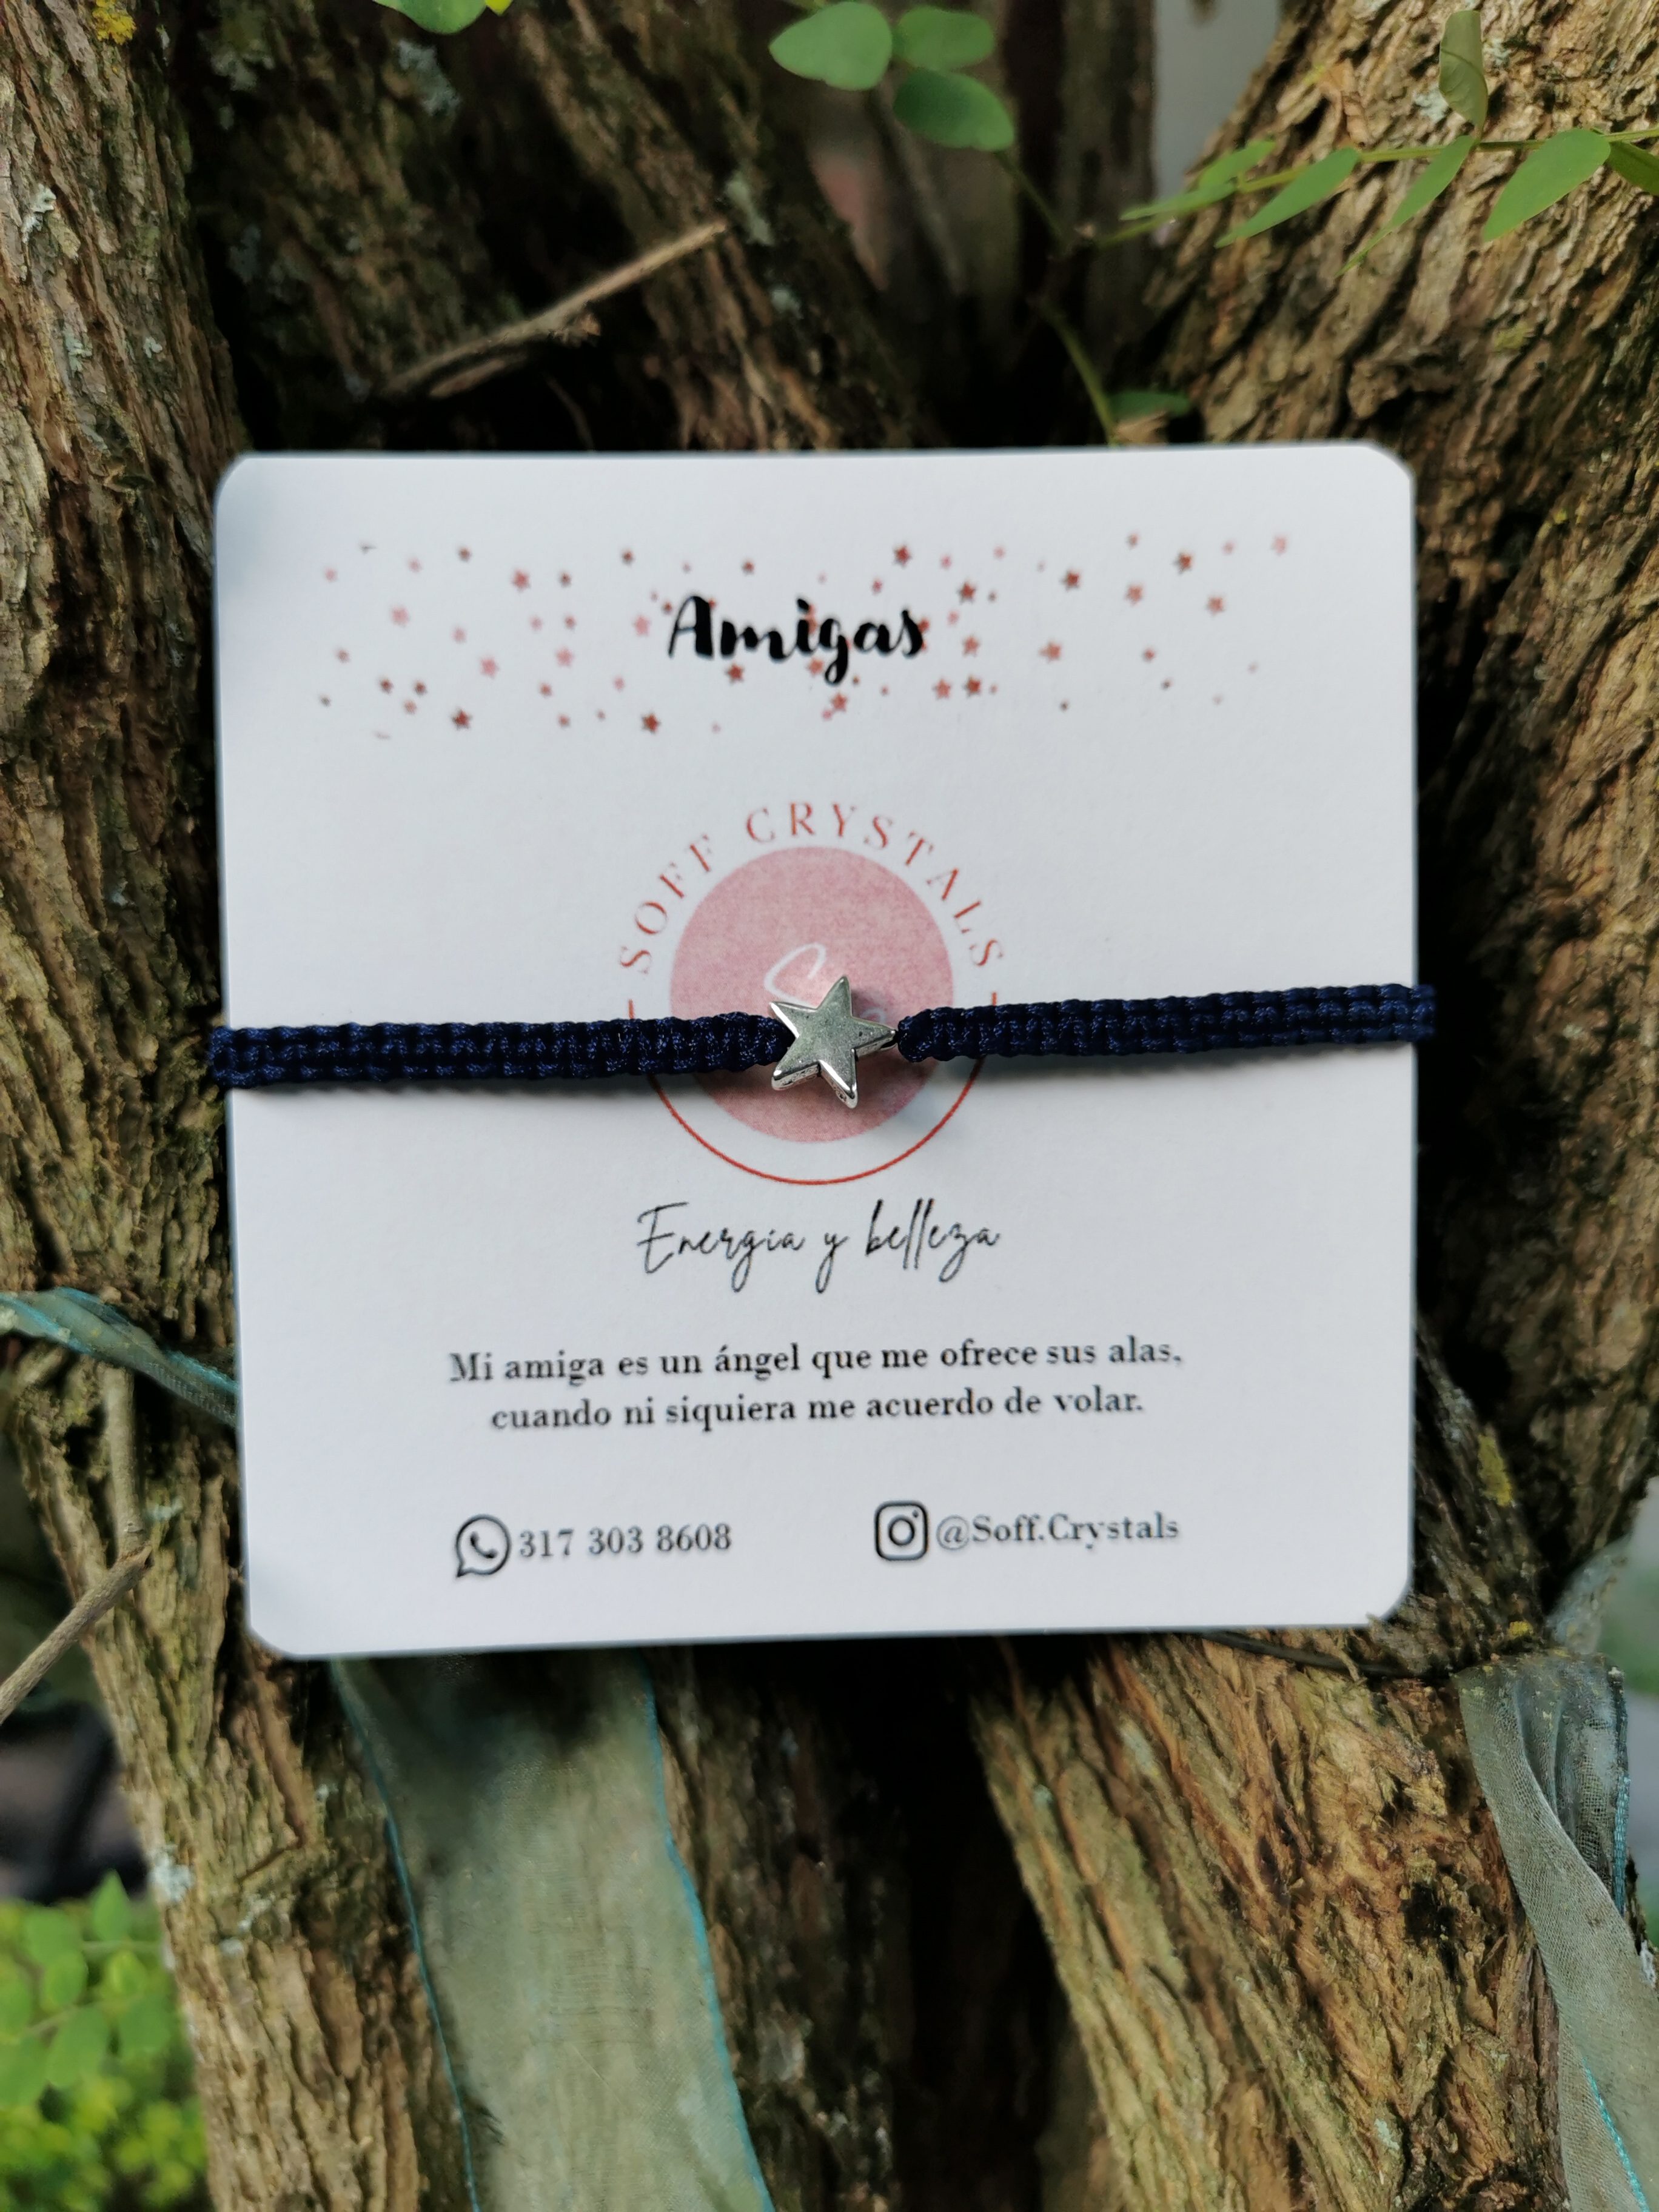 Amigas
SOFF CRYSTALS
Energía y belleza
Mi amiga es un ángel que me ofrece sus alas,
cuando ni siquiera me acuerdo de volar.
317 303 8608
@Soff.Crystals